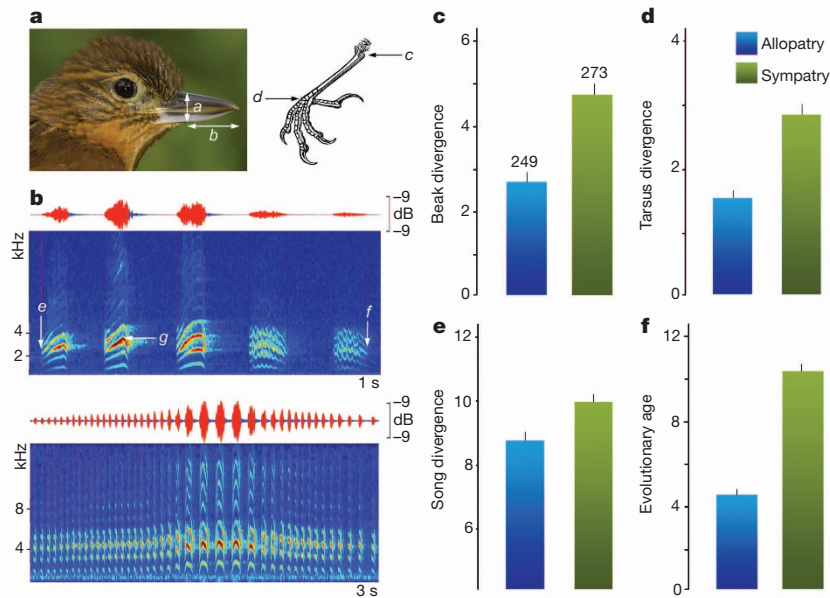 a
a
b
c
d
b
–9
dB
–9
kHz
e
f
g
4
2
1 s
–9
dB
–9
kHz
8
4
3 s
c
Beak divergence
6
4
2
0
249
273
d
Tarsus divergence
4
2
0
Allopatry
Sympatry
e
Song divergence
12
10
8
6
f
Evolutionary age
12
8
4
0